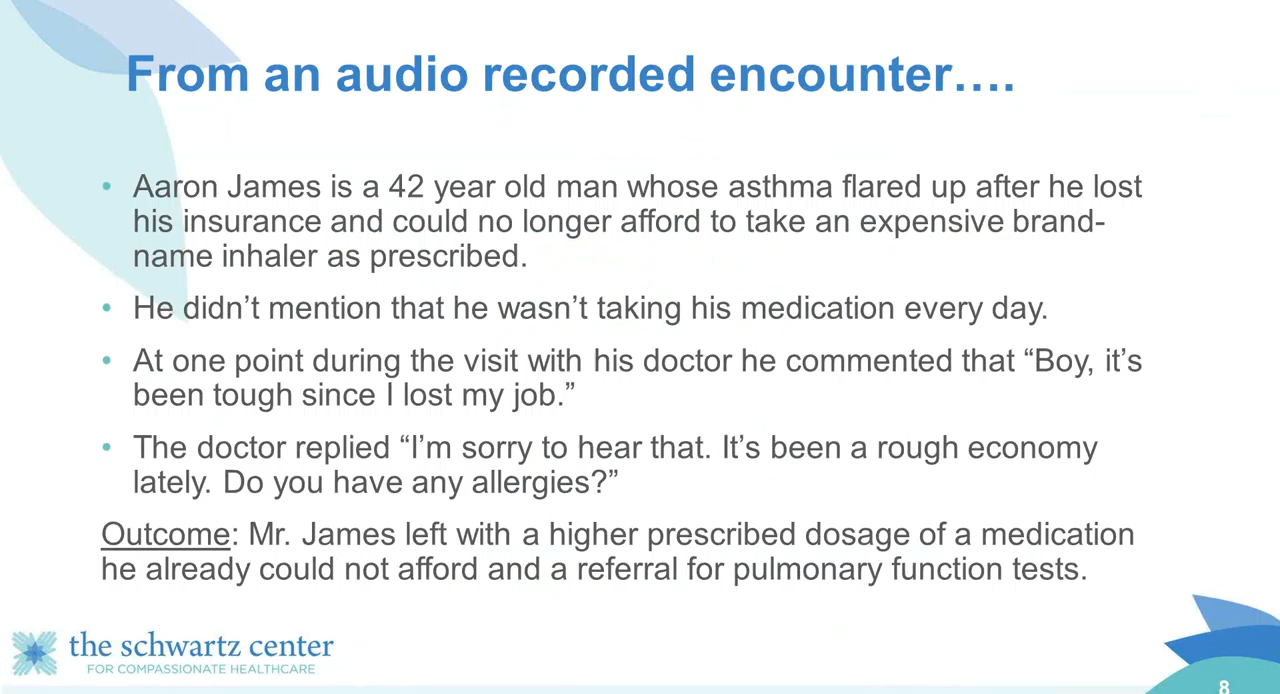 From an audio recorded encounter….
• Aaron James is a 42 year old man whose asthma flared up after he lost
his insurance and could no longer afford to take an expensive brand-
name inhaler as prescribed.
• He didn’t mention that he wasn’t taking his medication every day.
• At one point during the visit with his doctor he commented that “Boy, it’s
been tough since I lost my job.”
• The doctor replied “I’m sorry to hear that. It’s been a rough economy
lately. Do you have any allergies?”
Outcome: Mr. James left with a higher prescribed dosage of a medication
he already could not afford and a referral for pulmonary function tests.
the schwartz center
FOR COMPASSIONATE HEALTHCARE
8